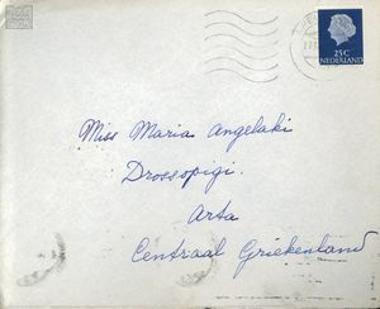 25C
NEDERLAND
Miss Maria Angelaki
Drossopigi.
Arta
Centraal Griekenland